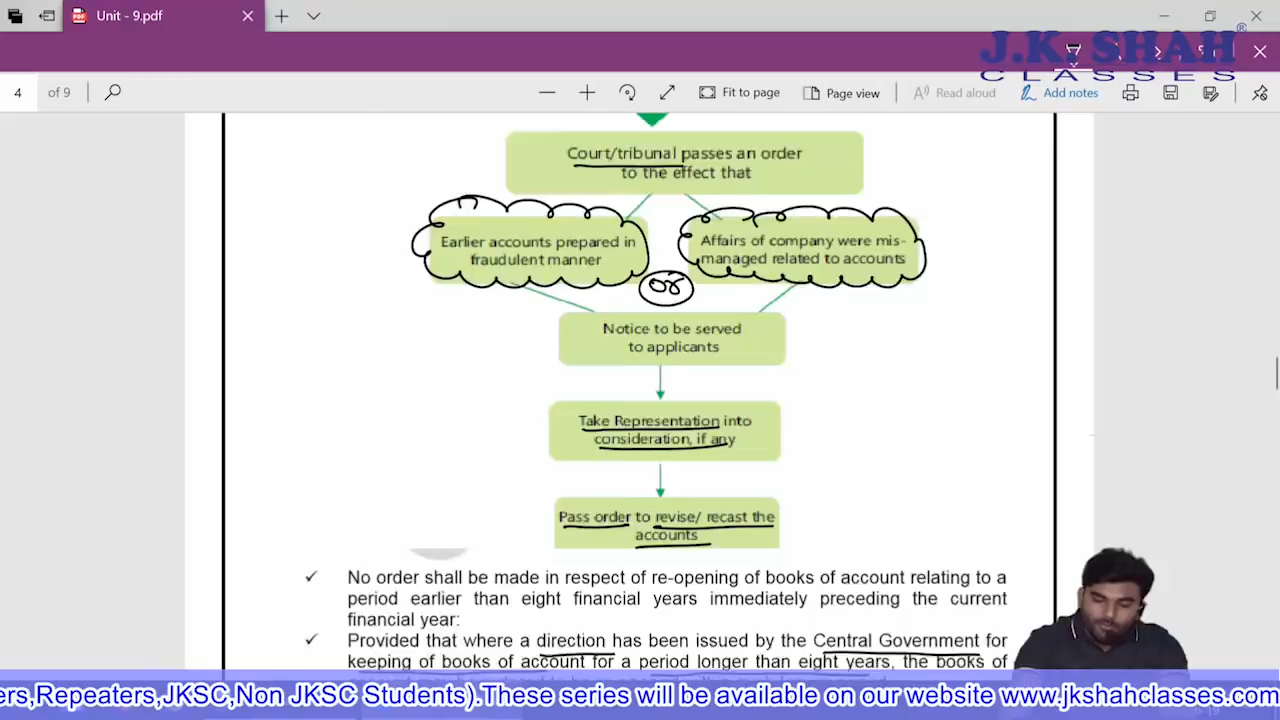 Unit - 9.pdf
J.K. SHAH®
CLASSES
4 of 9
Fit to page
Page view
Read aloud
Add notes
Court/tribunal passes an order
to the effect that
Earlier accounts prepared in
fraudulent manner
Affairs of company were mis-
managed related to accounts
or
Notice to be served
to applicants
Take Representation into
consideration, if any
Pass order to revise/ recast the
accounts
✓ No order shall be made in respect of re-opening of books of account relating to a
period earlier than eight financial years immediately preceding the current
financial year:
✓ Provided that where a direction has been issued by the Central Government for
keeping of books of account for a period longer than eight years, the books of
ers,Repeaters,JKSC,Non JKSC Students).These series will be available on our website www.jkshahclasses.com